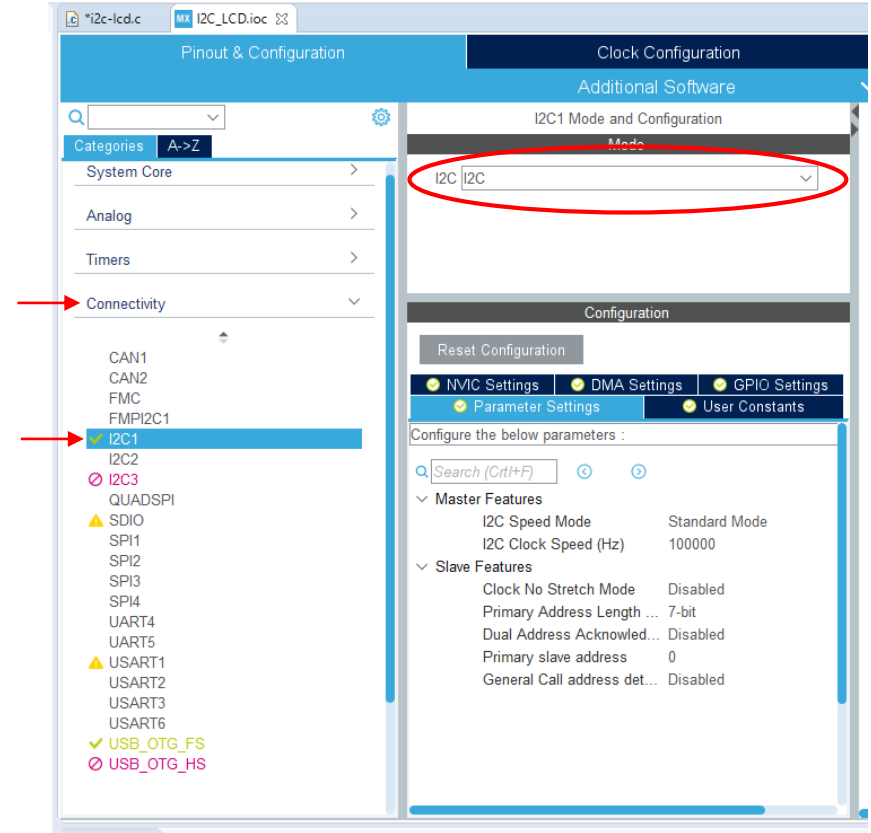 *i2c-lcd.c
MX I2C_LCD.ioc
Pinout & Configuration
Clock Configuration
Additional Software
Categories
A->Z
System Core
Analog
Timers
Connectivity
CAN1
CAN2
FMC
FMPI2C1
I2C1
I2C2
I2C3
QUADSPI
SDIO
SPI1
SPI2
SPI3
SPI4
UART4
UART5
USART1
USART2
USART3
USART6
USB_OTG_FS
USB_OTG_HS
I2C1 Mode and Configuration
Mode
I2C I2C
Configuration
Reset Configuration
NVIC Settings
DMA Settings
GPIO Settings
Parameter Settings
User Constants
Configure the below parameters :
Search (Crtl+F)
Master Features
I2C Speed Mode Standard Mode
I2C Clock Speed (Hz) 100000
Slave Features
Clock No Stretch Mode Disabled
Primary Address Length ... 7-bit
Dual Address Acknowled... Disabled
Primary slave address 0
General Call address det... Disabled